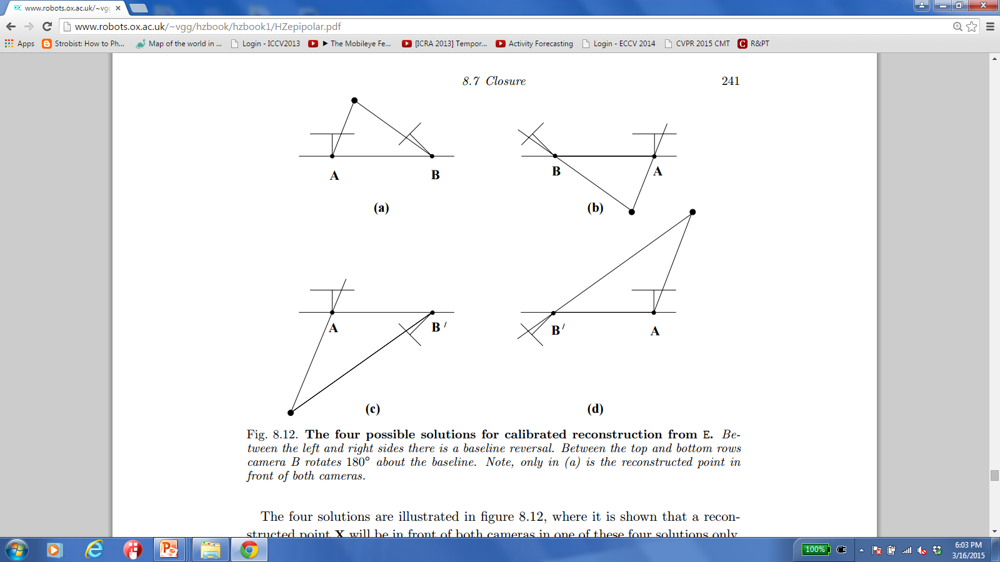 www.robots.ox.ac.uk/~vgg
www.robots.ox.ac.uk/~vgg/hzbook/hzbook1/HZepipolar.pdf
Apps Strobist: How to Ph... Map of the world in ... Login - ICCV2013 ► The Mobileye Fe... [ICRA 2013] Tempor... Activity Forecasting Login - ECCV 2014 CVPR 2015 CMT R&PT
8.7 Closure 241
A B B A
(a) (b)
A B ′ B ′ A
(c) (d)
Fig. 8.12. The four possible solutions for calibrated reconstruction from E. Be-
tween the left and right sides there is a baseline reversal. Between the top and bottom rows
camera B rotates 180° about the baseline. Note, only in (a) is the reconstructed point in
front of both cameras.
The four solutions are illustrated in figure 8.12, where it is shown that a recon-
structed point X will be in front of both cameras in one of these four solutions only.
100% 6:03 PM
3/16/2015